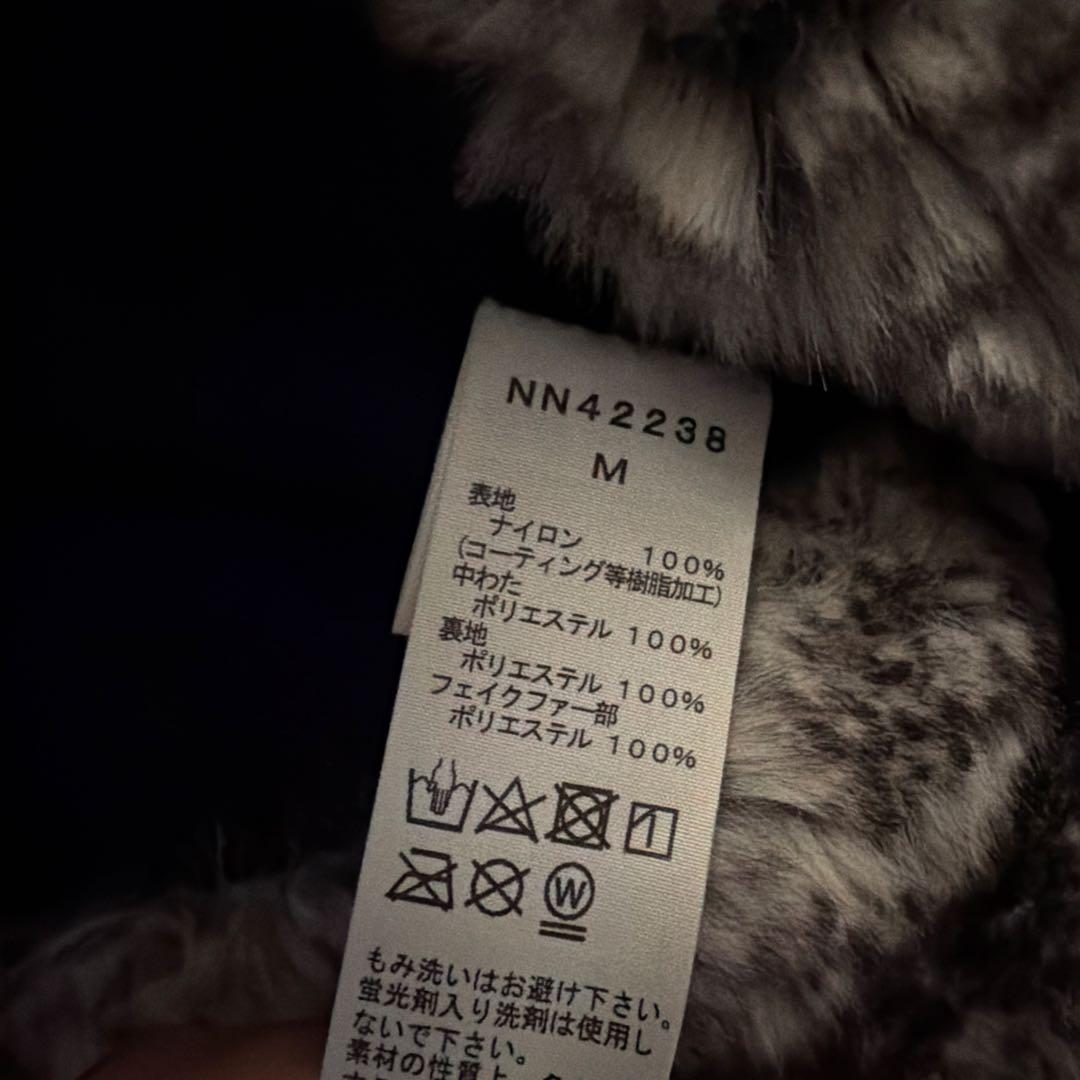 NN42238
M
表地
ナイロン 100%
(コーティング等樹脂加工)
中わた
ポリエステル 100%
裏地
ポリエステル 100%
フェイクファー部
ポリエステル 100%
W
もみ洗いはお避け下さい。
蛍光剤入り洗剤は使用し
ないで下さい。
素材の性質上、